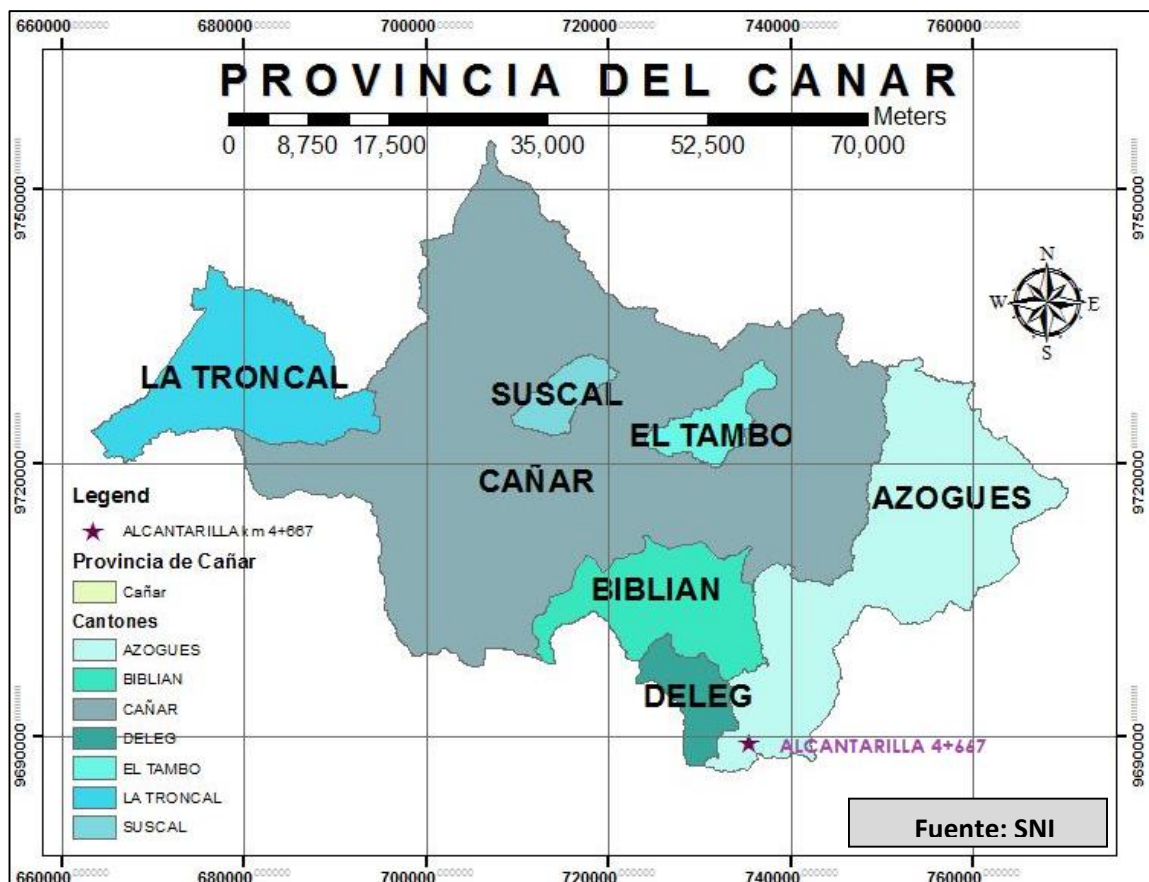 660000 680000 700000 720000 740000 760000
PROVINCIA DEL CANAR
Meters
0 8,750 17,500 35,000 52,500 70,000
9750000 9750000
N
W E
S
LA TRONCAL
SUSCAL
EL TAMBO
CAÑAR
AZOGUES
9720000 9720000
BIBLIAN
DELEG
ALCANTARILLA 4+667
9690000 9690000
Legend
ALCANTARILLA km 4+667
Provincia de Cañar
Cañar
Cantones
AZOGUES
BIBLIAN
CAÑAR
DELEG
EL TAMBO
LA TRONCAL
SUSCAL
Fuente: SNI
660000 680000 700000 720000 740000 760000